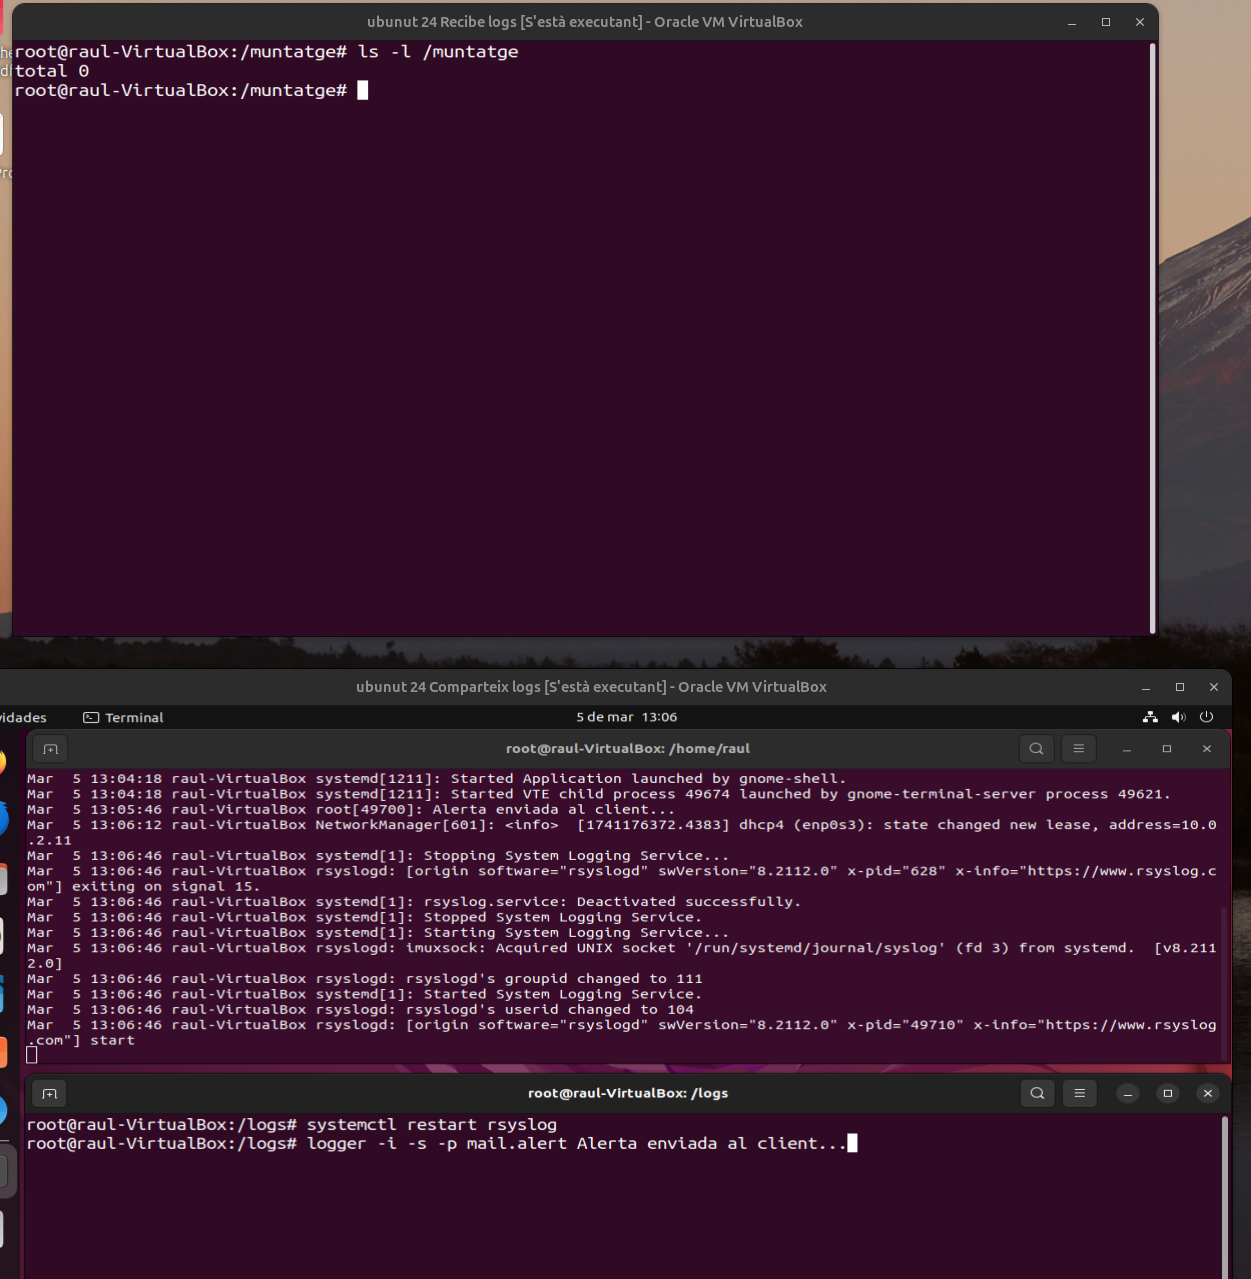 ubunut 24 Recibe logs [S'està executant] - Oracle VM VirtualBox
root@raul-VirtualBox:/muntatge# ls -l /muntatge
total 0
root@raul-VirtualBox:/muntatge#
ubunut 24 Comparteix logs [S'està executant] - Oracle VM VirtualBox
vidades Terminal 5 de mar 13:06
root@raul-VirtualBox: /home/raul
Mar  5 13:04:18 raul-VirtualBox systemd[1211]: Started Application launched by gnome-shell.
Mar  5 13:04:18 raul-VirtualBox systemd[1211]: Started VTE child process 49674 launched by gnome-terminal-server process 49621.
Mar  5 13:05:46 raul-VirtualBox root[49700]: Alerta enviada al client...
Mar  5 13:06:12 raul-VirtualBox NetworkManager[601]: <info>  [1741176372.4383] dhcp4 (enp0s3): state changed new lease, address=10.0
.2.11
Mar  5 13:06:46 raul-VirtualBox systemd[1]: Stopping System Logging Service...
Mar  5 13:06:46 raul-VirtualBox rsyslogd: [origin software="rsyslogd" swVersion="8.2112.0" x-pid="628" x-info="https://www.rsyslog.c
om"] exiting on signal 15.
Mar  5 13:06:46 raul-VirtualBox systemd[1]: rsyslog.service: Deactivated successfully.
Mar  5 13:06:46 raul-VirtualBox systemd[1]: Stopped System Logging Service.
Mar  5 13:06:46 raul-VirtualBox systemd[1]: Starting System Logging Service...
Mar  5 13:06:46 raul-VirtualBox rsyslogd: imuxsock: Acquired UNIX socket '/run/systemd/journal/syslog' (fd 3) from systemd.  [v8.211
2.0]
Mar  5 13:06:46 raul-VirtualBox rsyslogd: rsyslogd's groupid changed to 111
Mar  5 13:06:46 raul-VirtualBox systemd[1]: Started System Logging Service.
Mar  5 13:06:46 raul-VirtualBox rsyslogd: rsyslogd's userid changed to 104
Mar  5 13:06:46 raul-VirtualBox rsyslogd: [origin software="rsyslogd" swVersion="8.2112.0" x-pid="49710" x-info="https://www.rsyslog
.com"] start
root@raul-VirtualBox: /logs
root@raul-VirtualBox:/logs# systemctl restart rsyslog
root@raul-VirtualBox:/logs# logger -i -s -p mail.alert Alerta enviada al client...